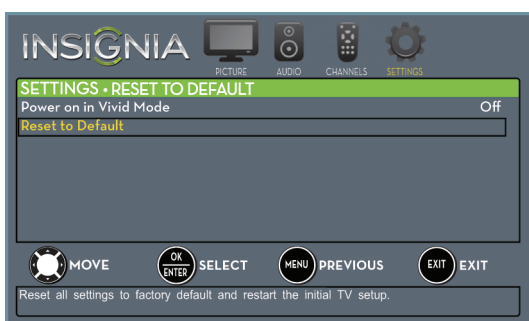 INSIGNIA
PICTURE AUDIO CHANNELS SETTINGS
SETTINGS • RESET TO DEFAULT
Power on in Vivid Mode Off
Reset to Default
MOVE OK ENTER SELECT MENU PREVIOUS EXIT EXIT
Reset all settings to factory default and restart the initial TV setup.